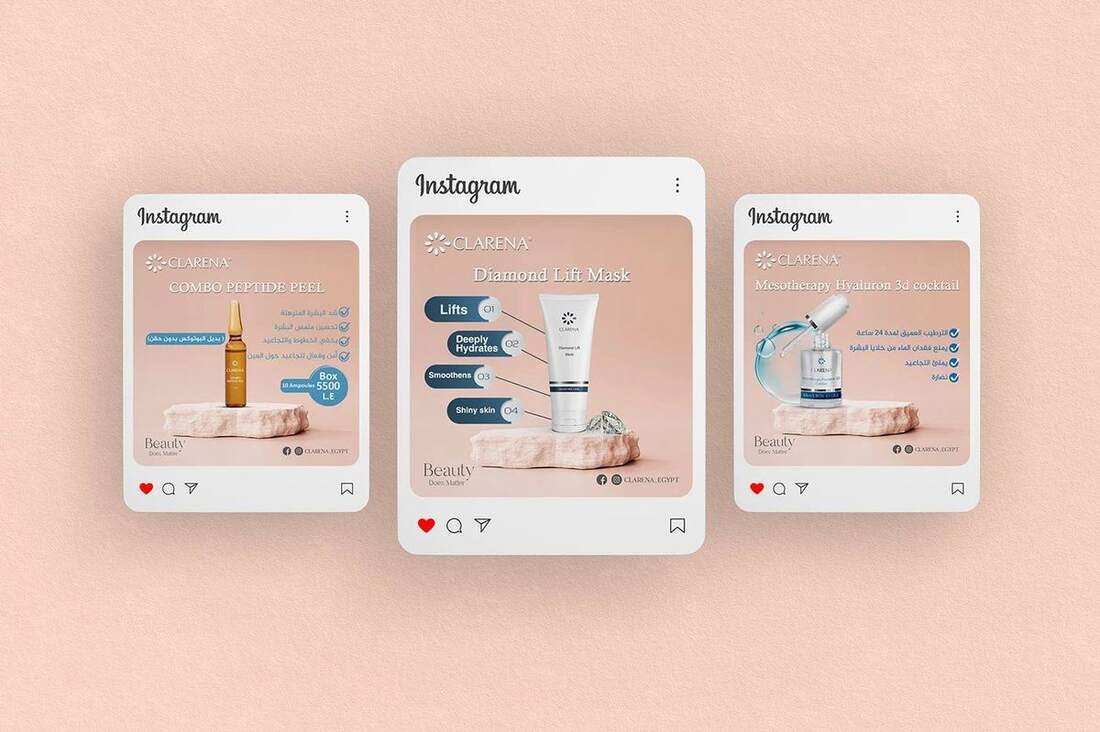 Instagram
CLARENA
COMBO PEPTIDE PEEL
شد البشرة المترهلة
تحسين ملمس البشرة
( بديل البوتوكس بدون حقن)
يخفي الخطوط والتجاعيد
أمن وفعال لتجاعيد حول العين
10 Ampoules
Box
5500
L.E
CLARENA
Beauty
Does Matter
CLARENA_EGYPT
Instagram
CLARENA
Diamond Lift Mask
Lifts 01
Deeply
Hydrates 02
Smoothens 03
Shiny skin 04
CLARENA
Diamond Lift
Mask
Beauty
Does Matter
CLARENA_EGYPT
Instagram
CLARENA
Mesotherapy Hyaluron 3d cocktail
الترطيب العميق لمدة 24 ساعة
يمنع فقدان الماء من خلايا البشرة
يملئ التجاعيد
نضارة
CLARENA
Beauty
Does Matter
CLARENA_EGYPT